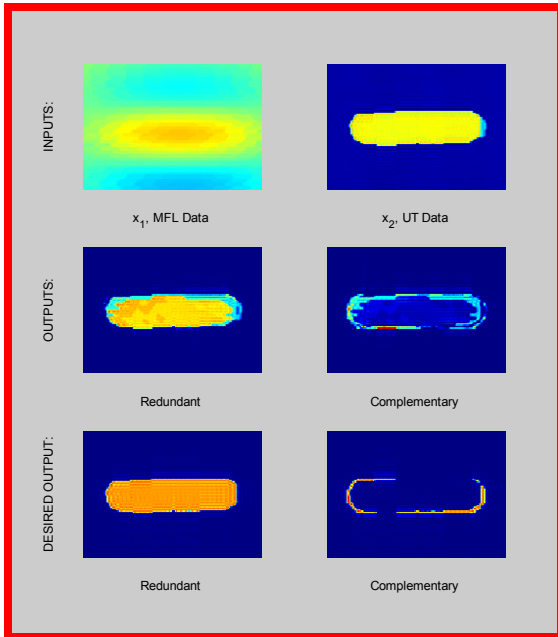 INPUTS:
x1, MFL Data
x2, UT Data
OUTPUTS:
Redundant
Complementary
DESIRED OUTPUT:
Redundant
Complementary